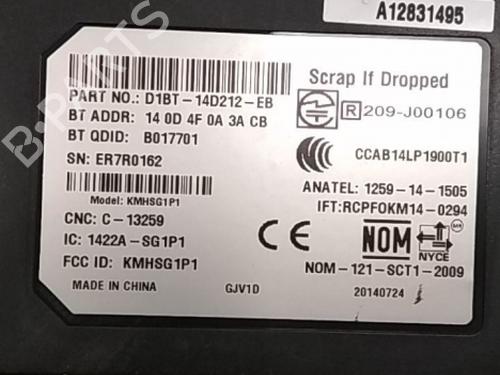 A12831495
B-PARTS
Scrap If Dropped
PART NO.: D1BT-14D212-EB
BT ADDR: 14 0D 4F 0A 3A CB
R 209-J00106
BT QDID: B017701
SN: ER7R0162
CCC
CCAB14LP1900T1
Model: KMHSG1P1
ANATEL: 1259-14-1505
IFT:RCPFOKM14-0294
CNC: C-13259
IC: 1422A-SG1P1
CE
NOM
NYCE
FCC ID: KMHSG1P1
NOM-121-SCT1-2009
MADE IN CHINA
GJV1D
20140724